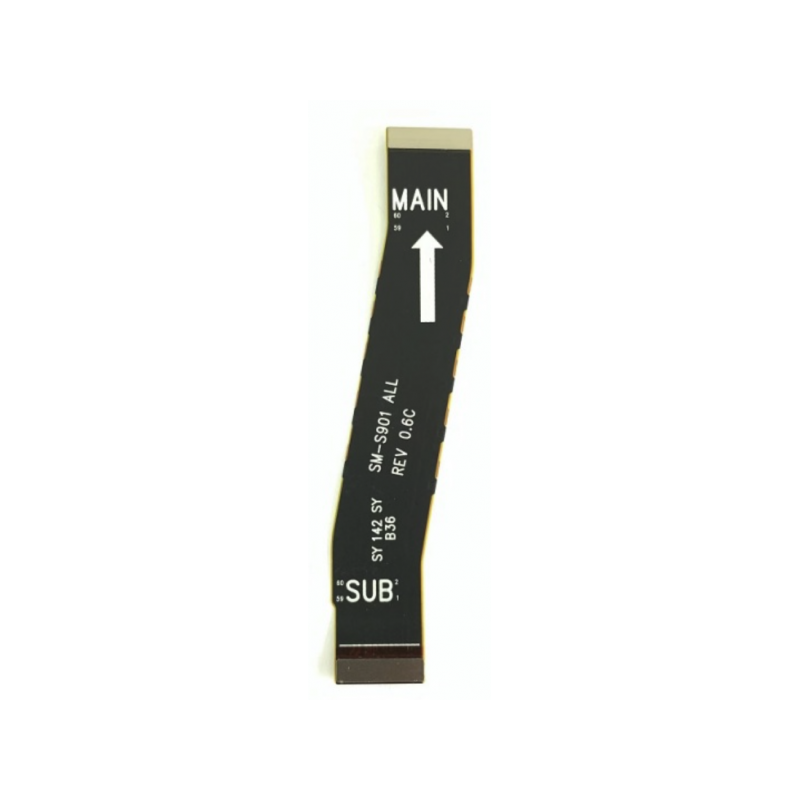 MAIN
60 2
59 1
SM-S901 ALL
REV 0.6C
SY 142 SY
B36
60 SUB 2
59 1